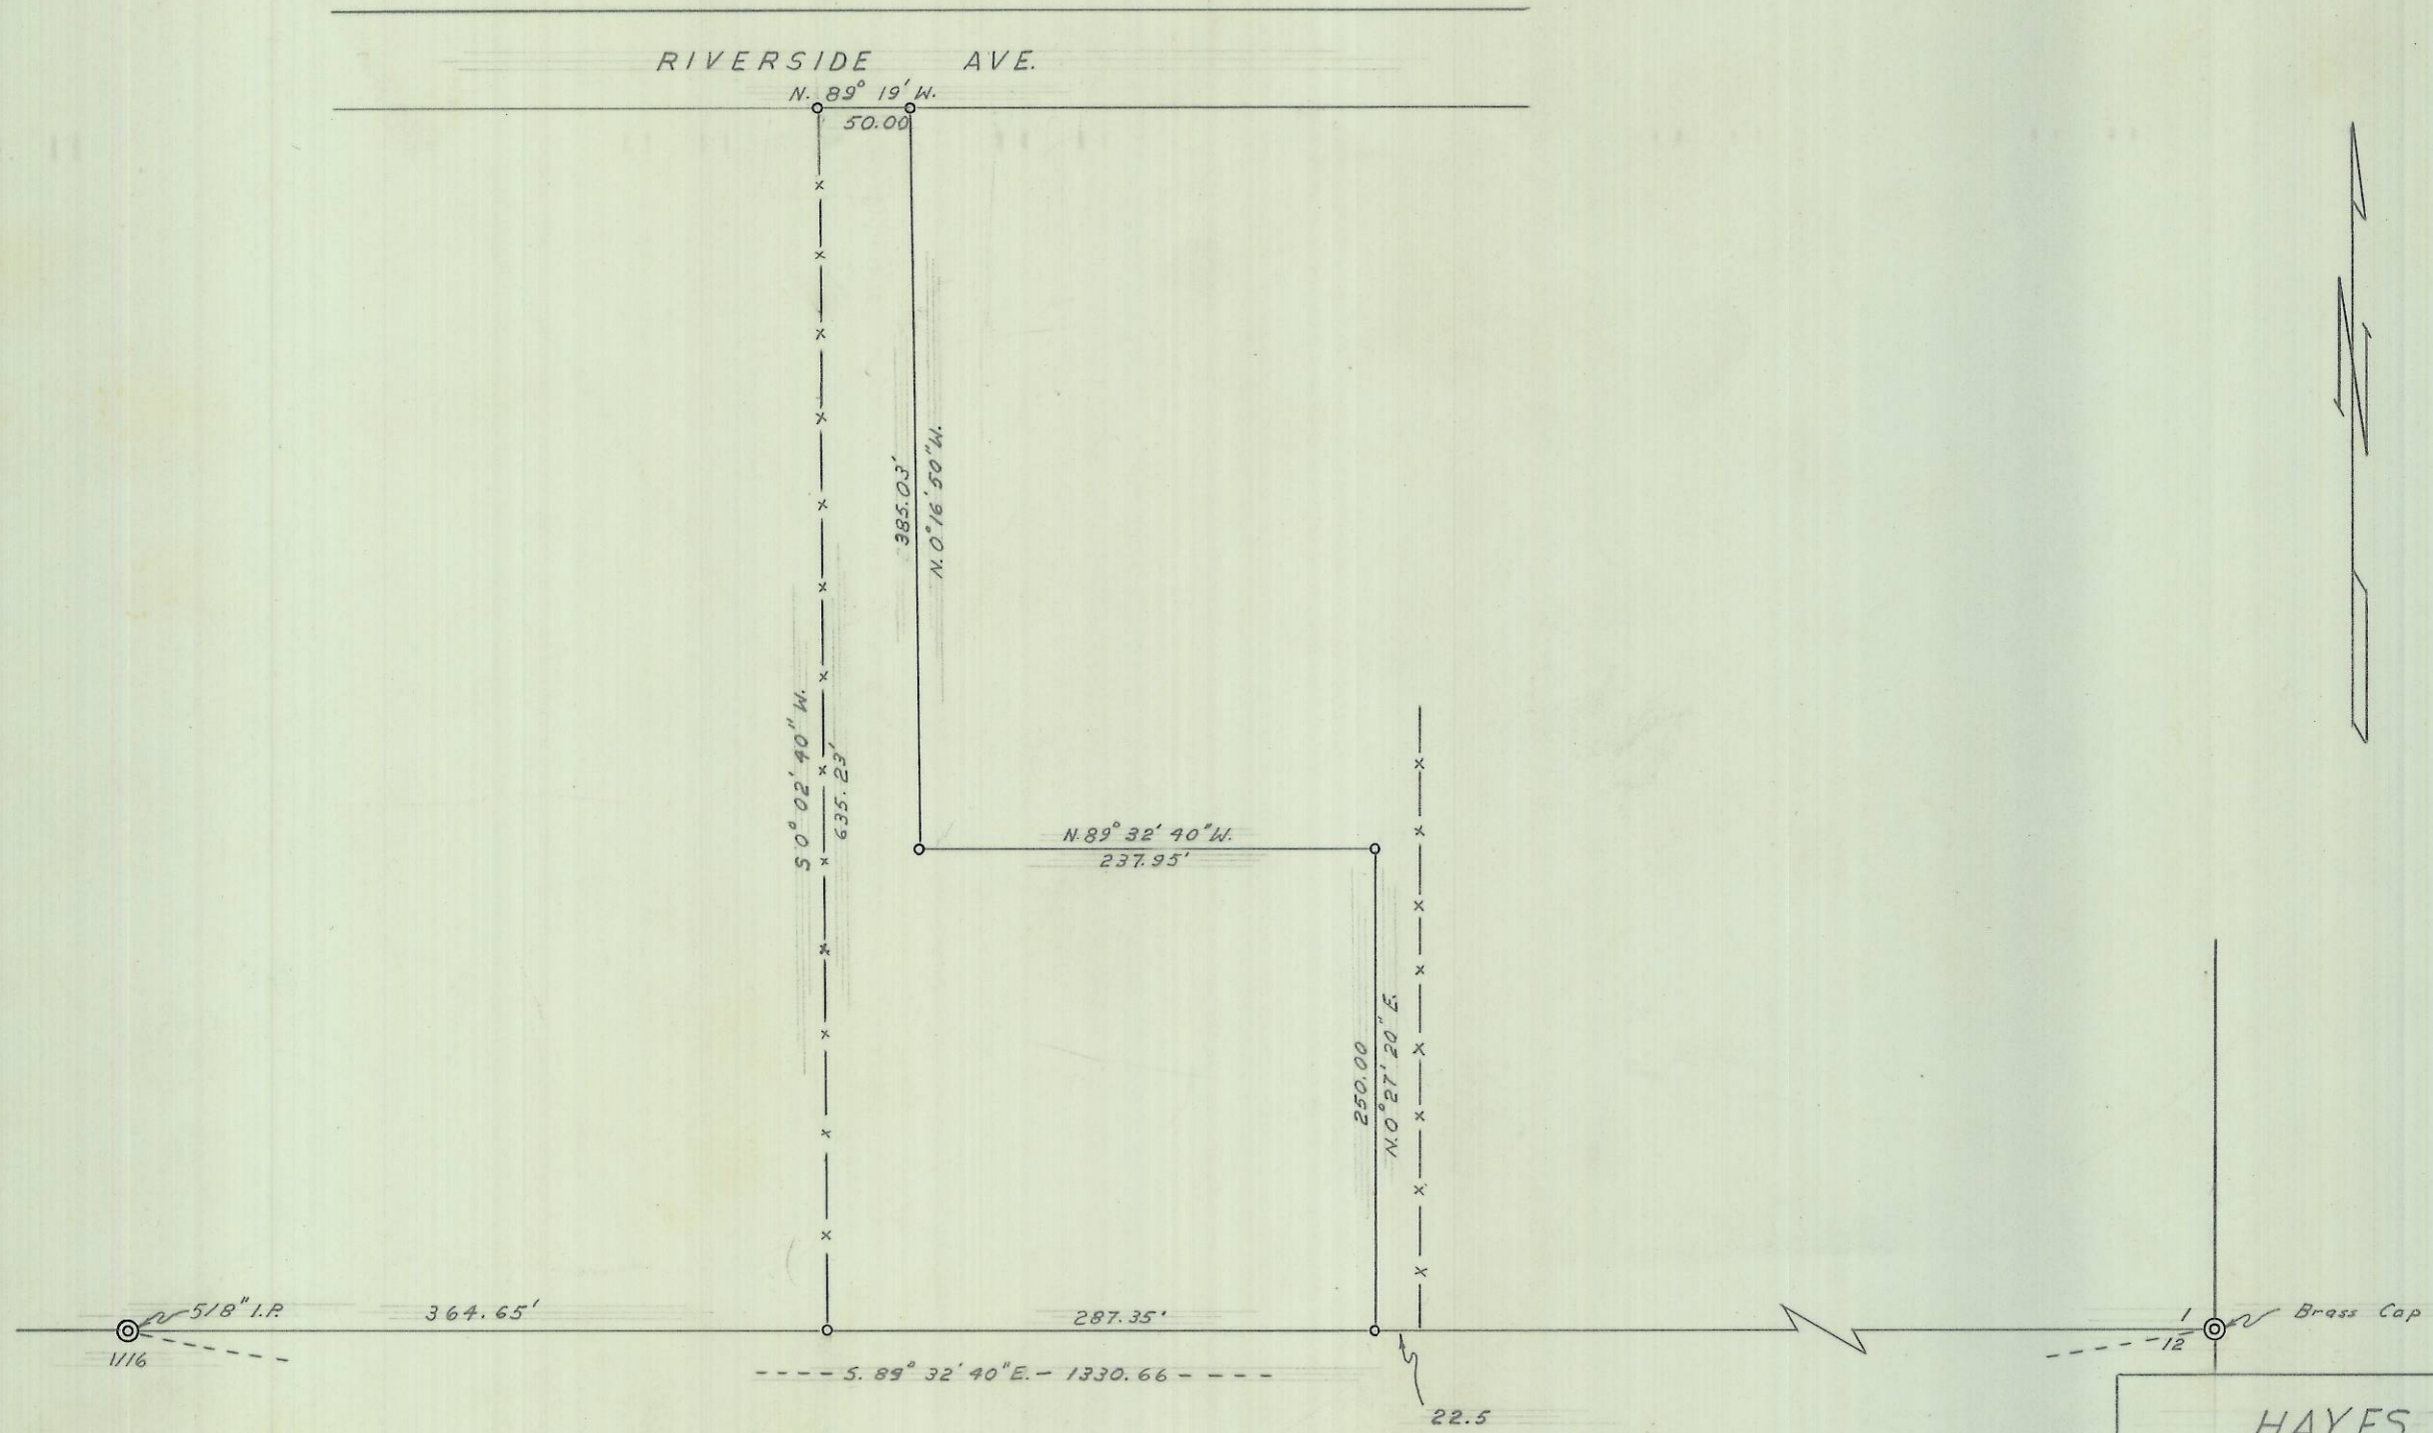 RIVERSIDE AVE.
N. 89° 19' W.
50.00
385.03'
N. 0° 16' 50" W.
S 0° 02' 40" W.
635.23'
N. 89° 32' 40" W.
237.95'
250.00
N. 0° 27' 20" E.
5/8" I.P.
364.65'
287.35'
1
Brass Cap
12
1/16
S. 89° 32' 40" E. - 1330.66
22.5
HAYES